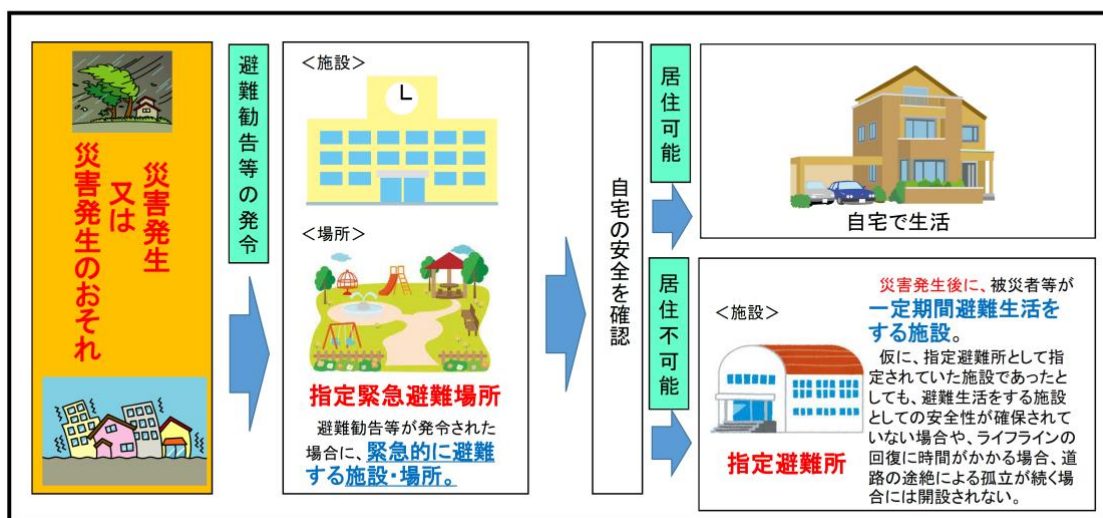 災害発生
又は
災害発生のおそれ
避難勧告等の発令
<施設>
<場所>
指定緊急避難場所
避難勧告等が発令された
場合に、緊急的に避難
する施設・場所。
自宅の安全を確認
居住可能
自宅で生活
居住不可能
<施設>
指定避難所
災害発生後に、被災者等が
一定期間避難生活を
する施設。
仮に、指定避難所として指
定されていた施設であったと
しても、避難生活をする施設
としての安全性が確保されて
いない場合や、ライフラインの
回復に時間がかかる場合、道
路の途絶による孤立が続く場
合には開設されない。